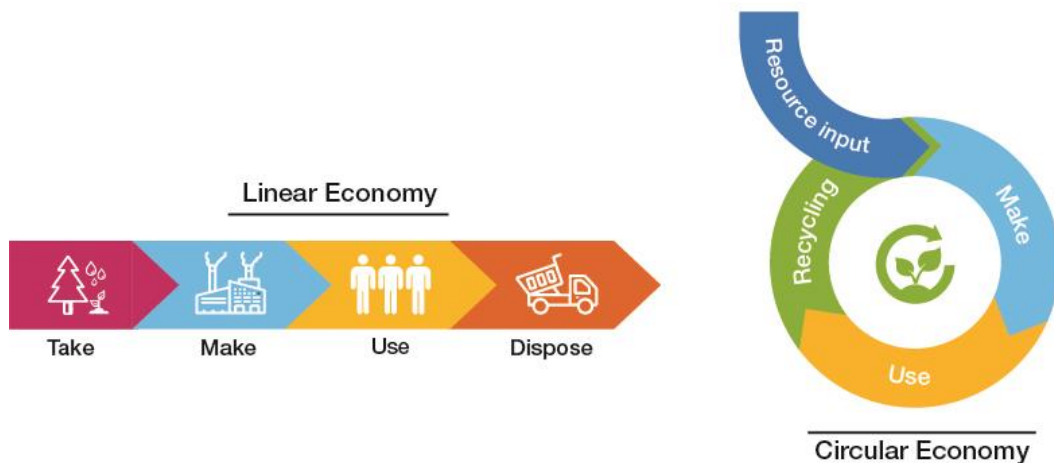 Linear Economy
Take
Make
Use
Dispose
Resource input
Make
Use
Recycling
Circular Economy